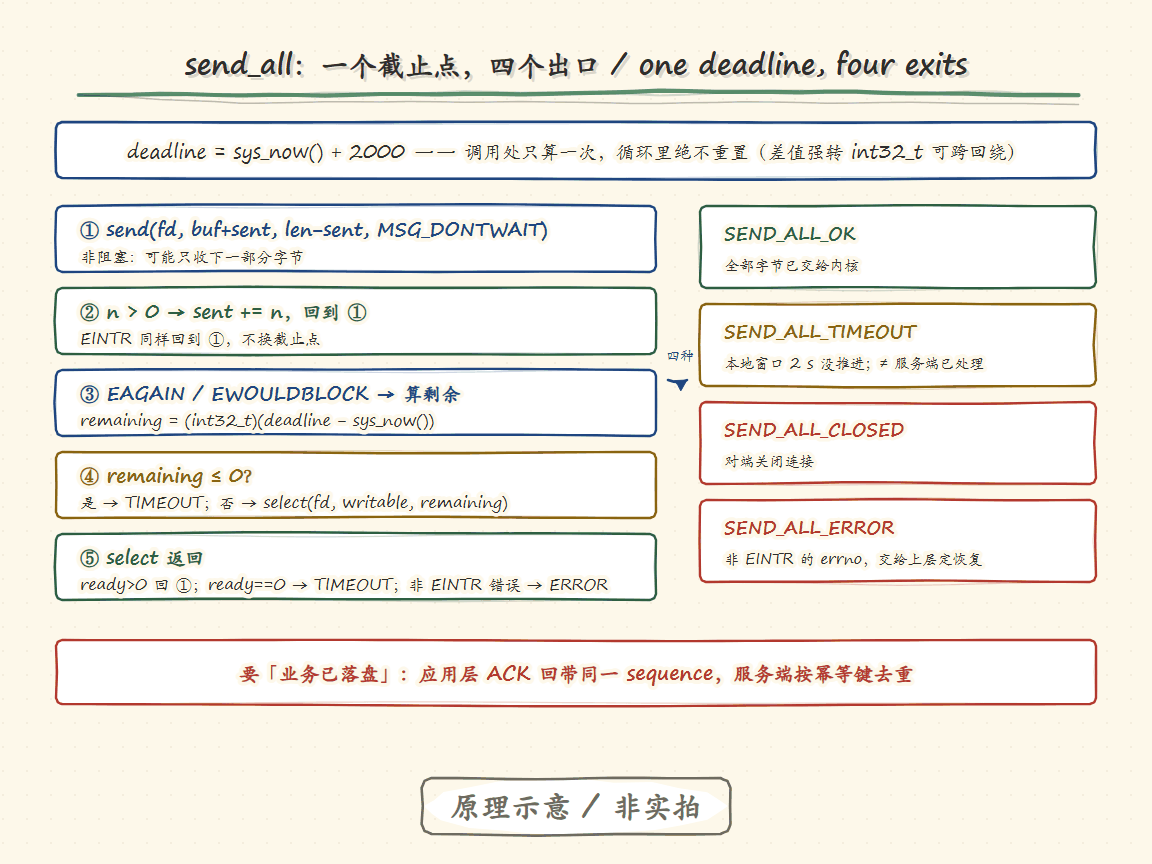 send_all：一个截止点，四个出口 / one deadline, four exits
deadline = sys_now() + 2000 —— 调用处只算一次，循环里绝不重置（差值强转 int32_t 可跨回绕）
① send(fd, buf+sent, len−sent, MSG_DONTWAIT)
非阻塞：可能只收下一部分字节
② n > 0 → sent += n，回到 ①
EINTR 同样回到 ①，不换截止点
③ EAGAIN / EWOULDBLOCK → 算剩余
remaining = (int32_t)(deadline − sys_now())
④ remaining ≤ 0?
是 → TIMEOUT；否 → select(fd, writable, remaining)
⑤ select 返回
ready>0 回 ①；ready==0 → TIMEOUT；非 EINTR 错误 → ERROR
四种
SEND_ALL_OK
全部字节已交给内核
SEND_ALL_TIMEOUT
本地窗口 2 s 没推进；≠ 服务端已处理
SEND_ALL_CLOSED
对端关闭连接
SEND_ALL_ERROR
非 EINTR 的 errno，交给上层定恢复
要「业务已落盘」：应用层 ACK 回带同一 sequence，服务端按幂等键去重
原理示意 / 非实拍